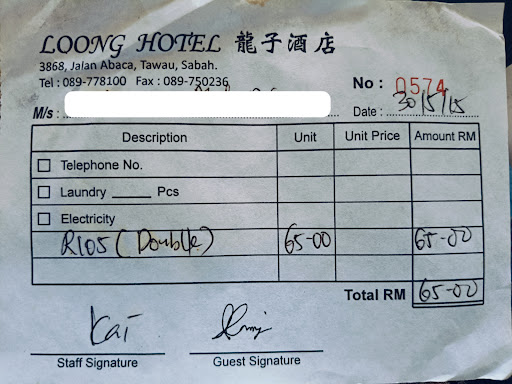 LOONG HOTEL 龍子酒店
3868, Jalan Abaca, Tawau, Sabah.
Tel : 089-778100 Fax : 089-750236
No : 0574
M/s :
Date : 30/5/15
Description Unit Unit Price Amount RM
Telephone No.
Laundry ______ Pcs
Electricity
R105 (Double) 65-00 65-00
Total RM 65-00
Kai
Staff Signature Guest Signature